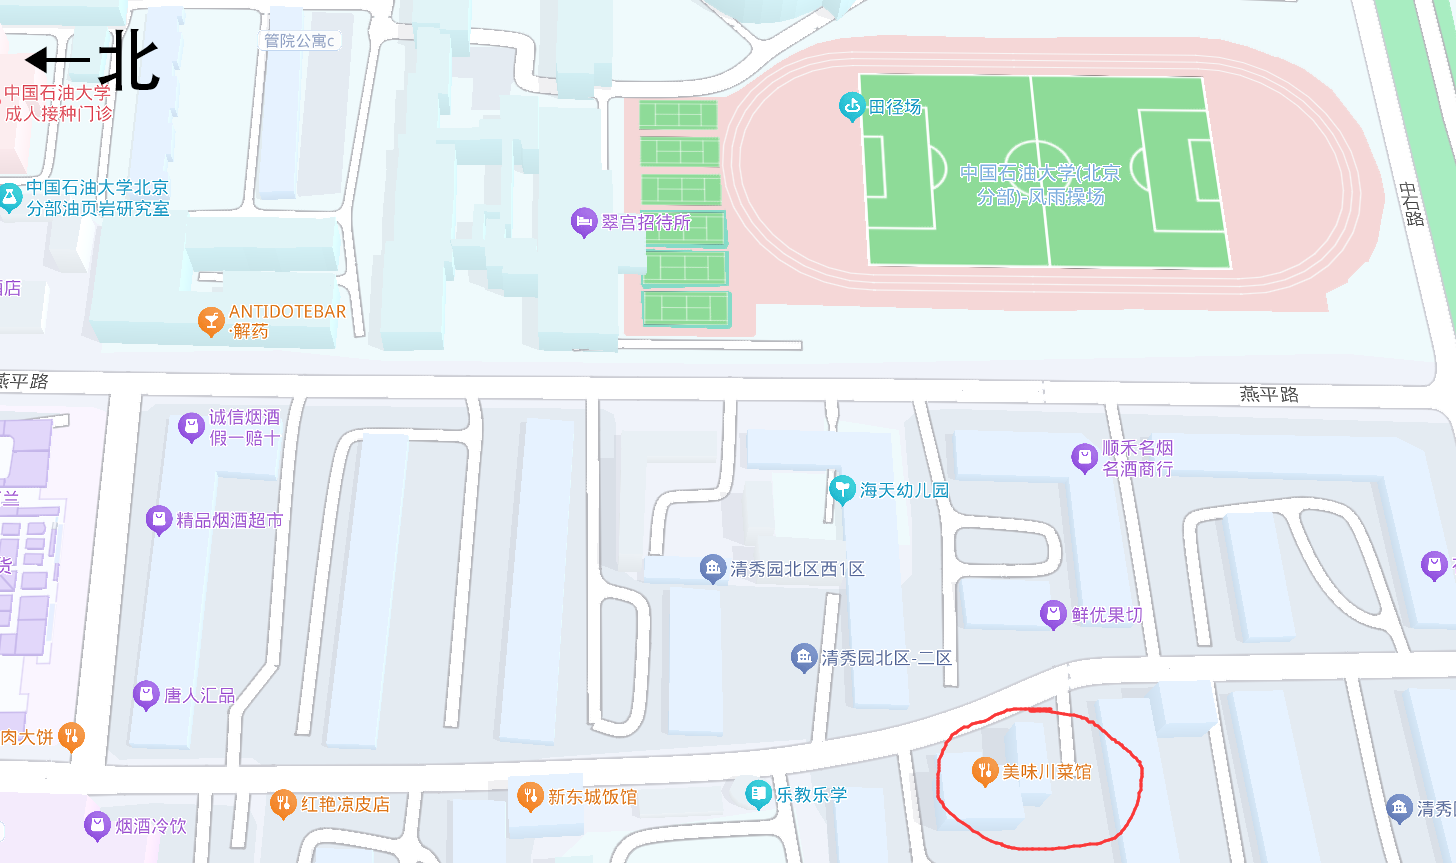 北
管院公寓c
中国石油大学
成人接种门诊
田径场
中国石油大学(北京
分部)-风雨操场
中石路
中国石油大学北京
分部油页岩研究室
翠宫招待所
店
ANTIDOTEBAR
·解药
燕平路
燕平路
诚信烟酒
假一赔十
顺禾名烟
名酒商行
兰
精品烟酒超市
海天幼儿园
货
清秀园北区西1区
鲜优果切
清秀园北区-二区
唐人汇品
肉大饼
美味川菜馆
红艳凉皮店
新东城饭馆
乐教乐学
清秀
烟酒冷饮